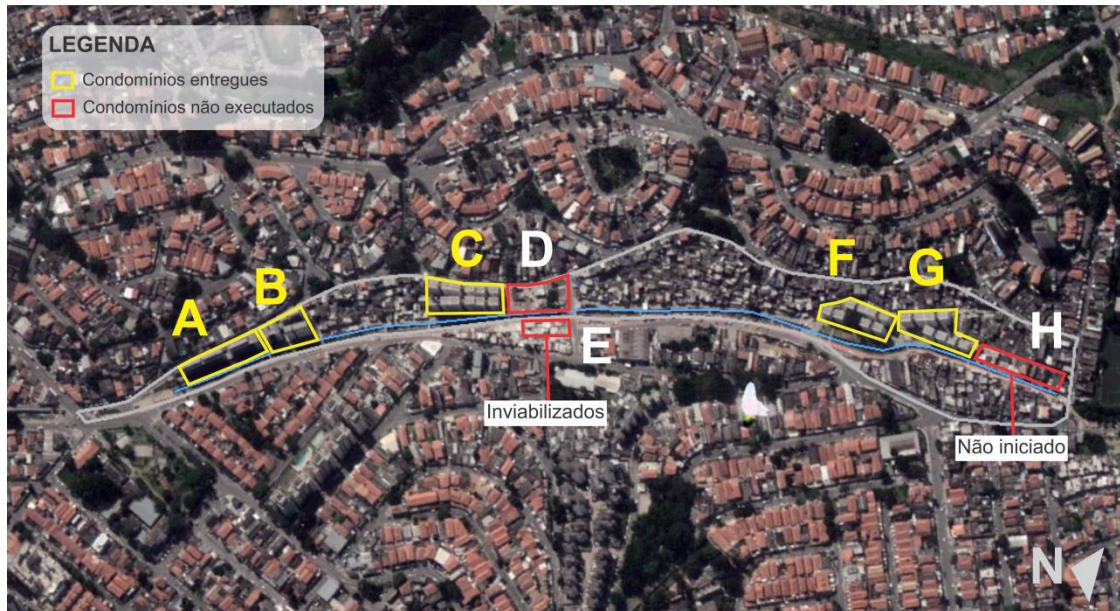 LEGENDA
Condomínios entregues
Condomínios não executados
A
B
C
D
E
F
G
H
Inviabilizados
Não iniciado
N